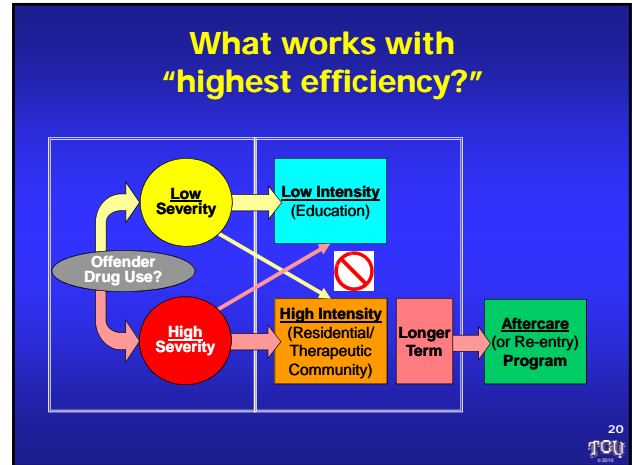 What works with
“highest efficiency?”
Low
Severity
Low Intensity
(Education)
Offender
Drug Use?
High
Severity
High Intensity
(Residential/
Therapeutic
Community)
Longer
Term
Aftercare
(or Re-entry)
Program
20
TCU
© 2010